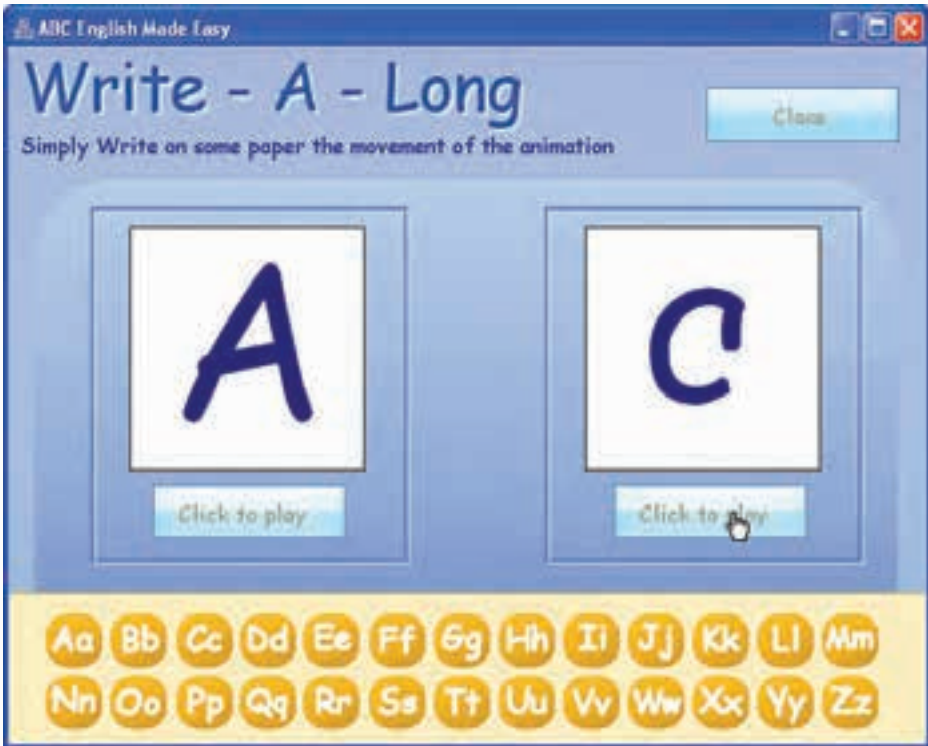 ABC English Made Easy
Write - A - Long
Close
Simply Write on some paper the movement of the animation
A
C
Click to play
Click to play
Aa Bb Cc Dd Ee Ff Gg Hh Ii Jj Kk Ll Mm
Nn Oo Pp Qq Rr Ss Tt Uu Vv Ww Xx Yy Zz